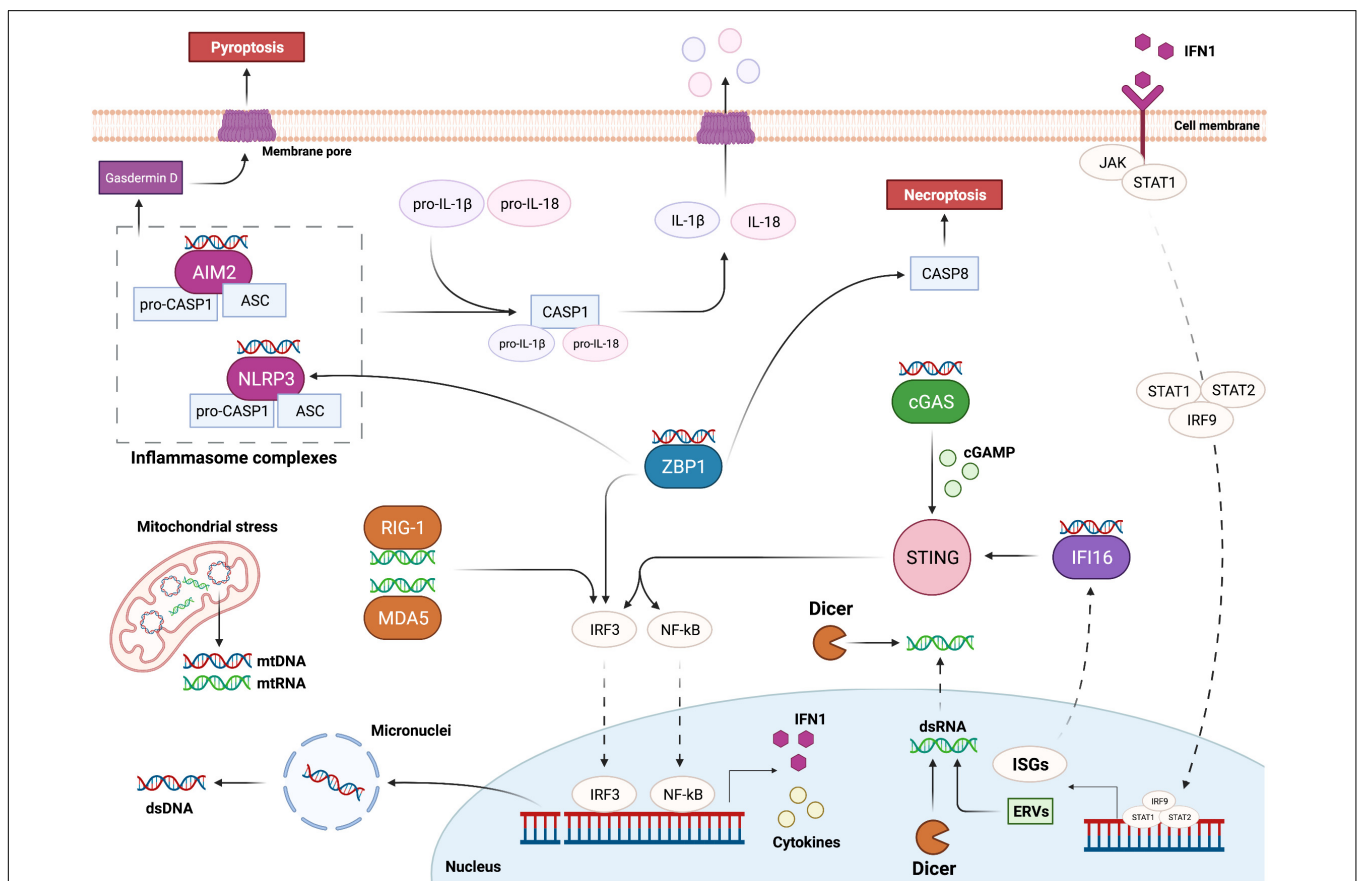 Pyroptosis
IFN1
Cell membrane
Membrane pore
Gasdermin D
JAK
STAT1
pro-IL-1β
pro-IL-18
IL-1β
IL-18
Necroptosis
AIM2
pro-CASP1
ASC
CASP8
CASP1
pro-IL-1β
pro-IL-18
NLRP3
pro-CASP1
ASC
cGAS
STAT1
STAT2
IRF9
Inflammasome complexes
ZBP1
cGAMP
Mitochondrial stress
RIG-1
STING
IFI16
MDA5
IRF3
NF-kB
Dicer
mtDNA
mtRNA
Micronuclei
IFN1
dsRNA
ISGs
dsDNA
IRF3
NF-kB
ERVs
IRF9
STAT1
STAT2
Cytokines
Nucleus
Dicer